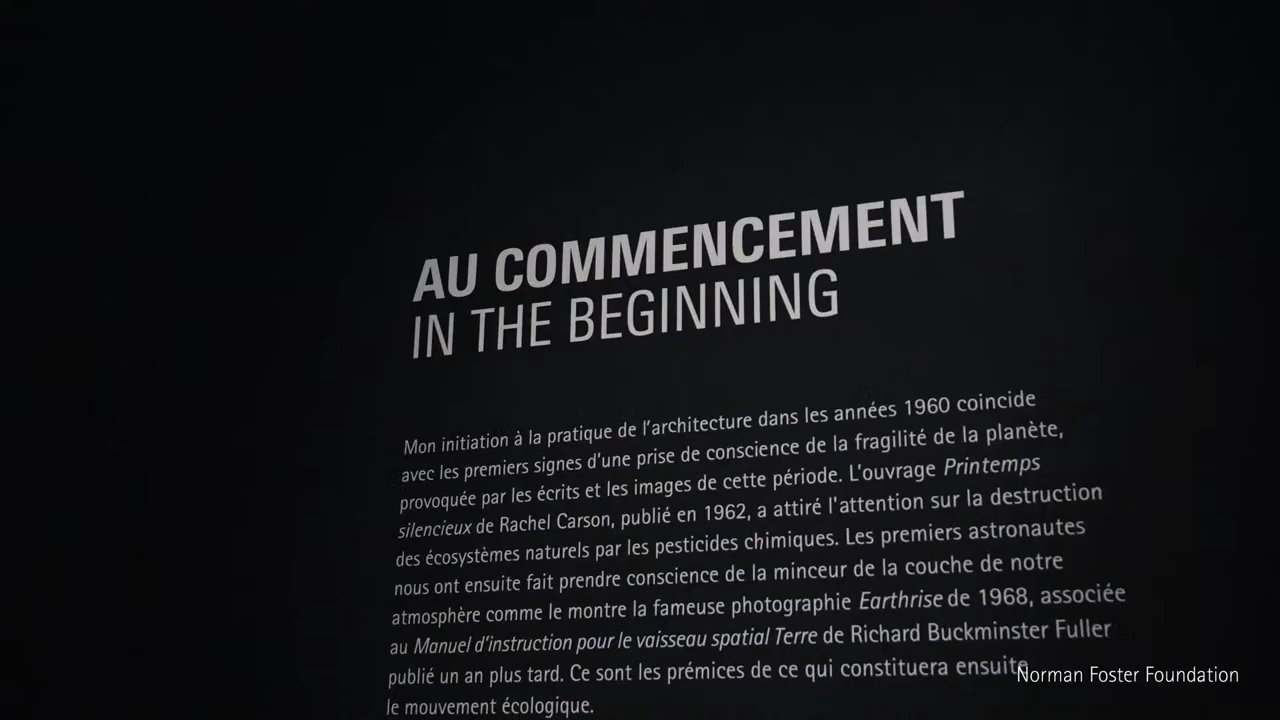 AU COMMENCEMENT
IN THE BEGINNING
Mon initiation à la pratique de l'architecture dans les années 1960 coincide
avec les premiers signes d'une prise de conscience de la fragilité de la planète,
provoquée par les écrits et les images de cette période. L'ouvrage Printemps
silencieux de Rachel Carson, publié en 1962, a attiré l'attention sur la destruction
des écosystèmes naturels par les pesticides chimiques. Les premiers astronautes
nous ont ensuite fait prendre conscience de la minceur de la couche de notre
atmosphère comme le montre la fameuse photographie Earthrise de 1968, associée
au Manuel d'instruction pour le vaisseau spatial Terre de Richard Buckminster Fuller
publié un an plus tard. Ce sont les prémices de ce qui constituera ensuite
le mouvement écologique.
Norman Foster Foundation